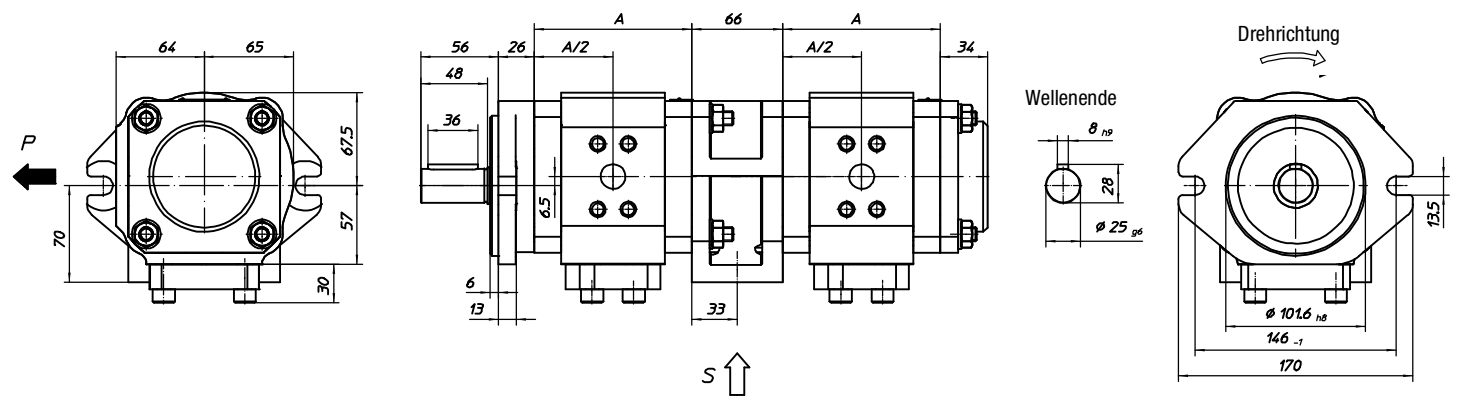 64
65
P
67.5
70
57
30
A
66
A
56
26
A/2
A/2
34
48
36
6.5
6
13
33
S
Wellenende
8 h9
28
Ø 25 g6
Drehrichtung
13.5
Ø 101.6 h8
146 -1
170